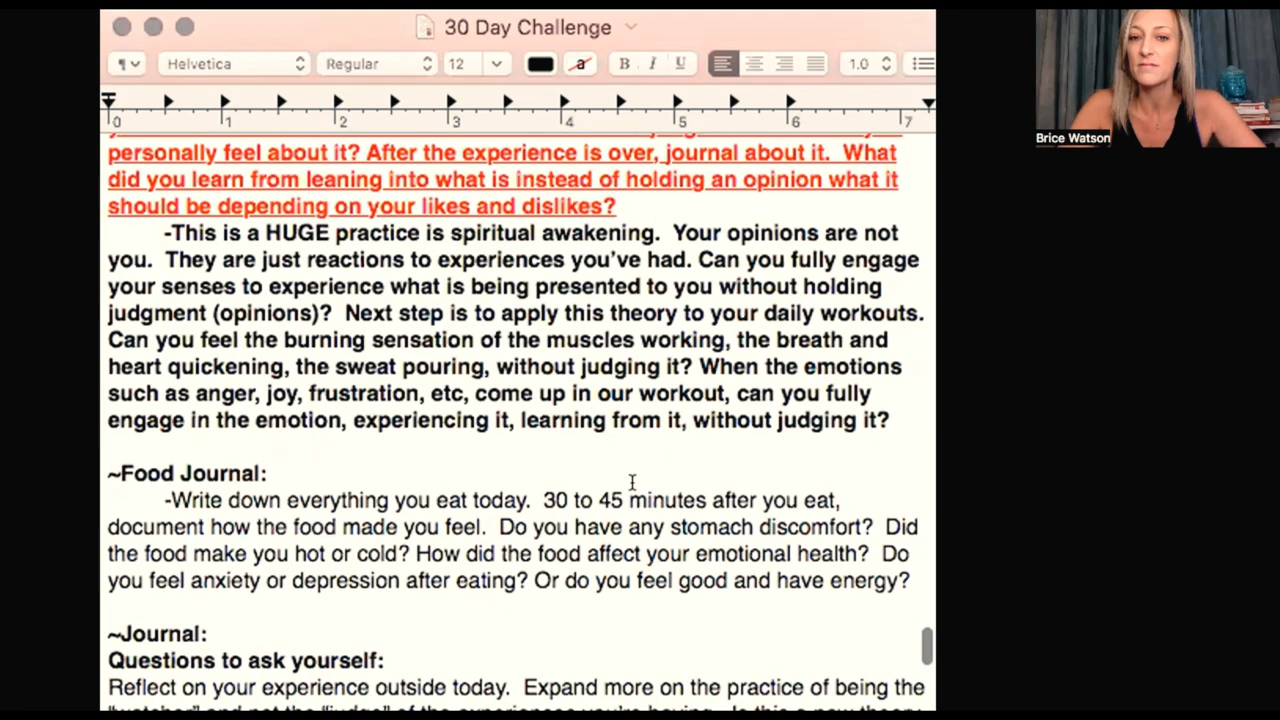 30 Day Challenge
¶ Helvetica Regular 12 a B I U 1.0
0 1 2 3 4 5 6 7
personally feel about it? After the experience is over, journal about it.  What
did you learn from leaning into what is instead of holding an opinion what it
should be depending on your likes and dislikes?
-This is a HUGE practice is spiritual awakening.  Your opinions are not
you.  They are just reactions to experiences you've had. Can you fully engage
your senses to experience what is being presented to you without holding
judgment (opinions)?  Next step is to apply this theory to your daily workouts.
Can you feel the burning sensation of the muscles working, the breath and
heart quickening, the sweat pouring, without judging it? When the emotions
such as anger, joy, frustration, etc, come up in our workout, can you fully
engage in the emotion, experiencing it, learning from it, without judging it?
~Food Journal:
-Write down everything you eat today.  30 to 45 minutes after you eat,
document how the food made you feel.  Do you have any stomach discomfort?  Did
the food make you hot or cold? How did the food affect your emotional health?  Do
you feel anxiety or depression after eating? Or do you feel good and have energy?
~Journal:
Questions to ask yourself:
Reflect on your experience outside today.  Expand more on the practice of being the
Brice Watson